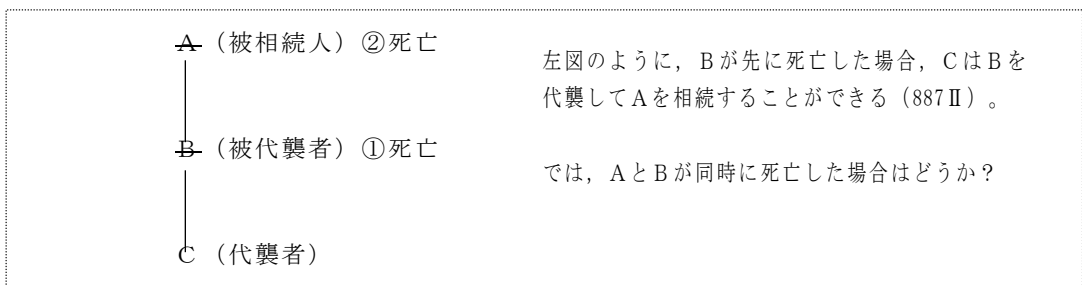 A（被相続人）②死亡
左図のように，Bが先に死亡した場合，CはBを
代襲してAを相続することができる（887Ⅱ）。
B（被代襲者）①死亡
では，AとBが同時に死亡した場合はどうか？
C（代襲者）